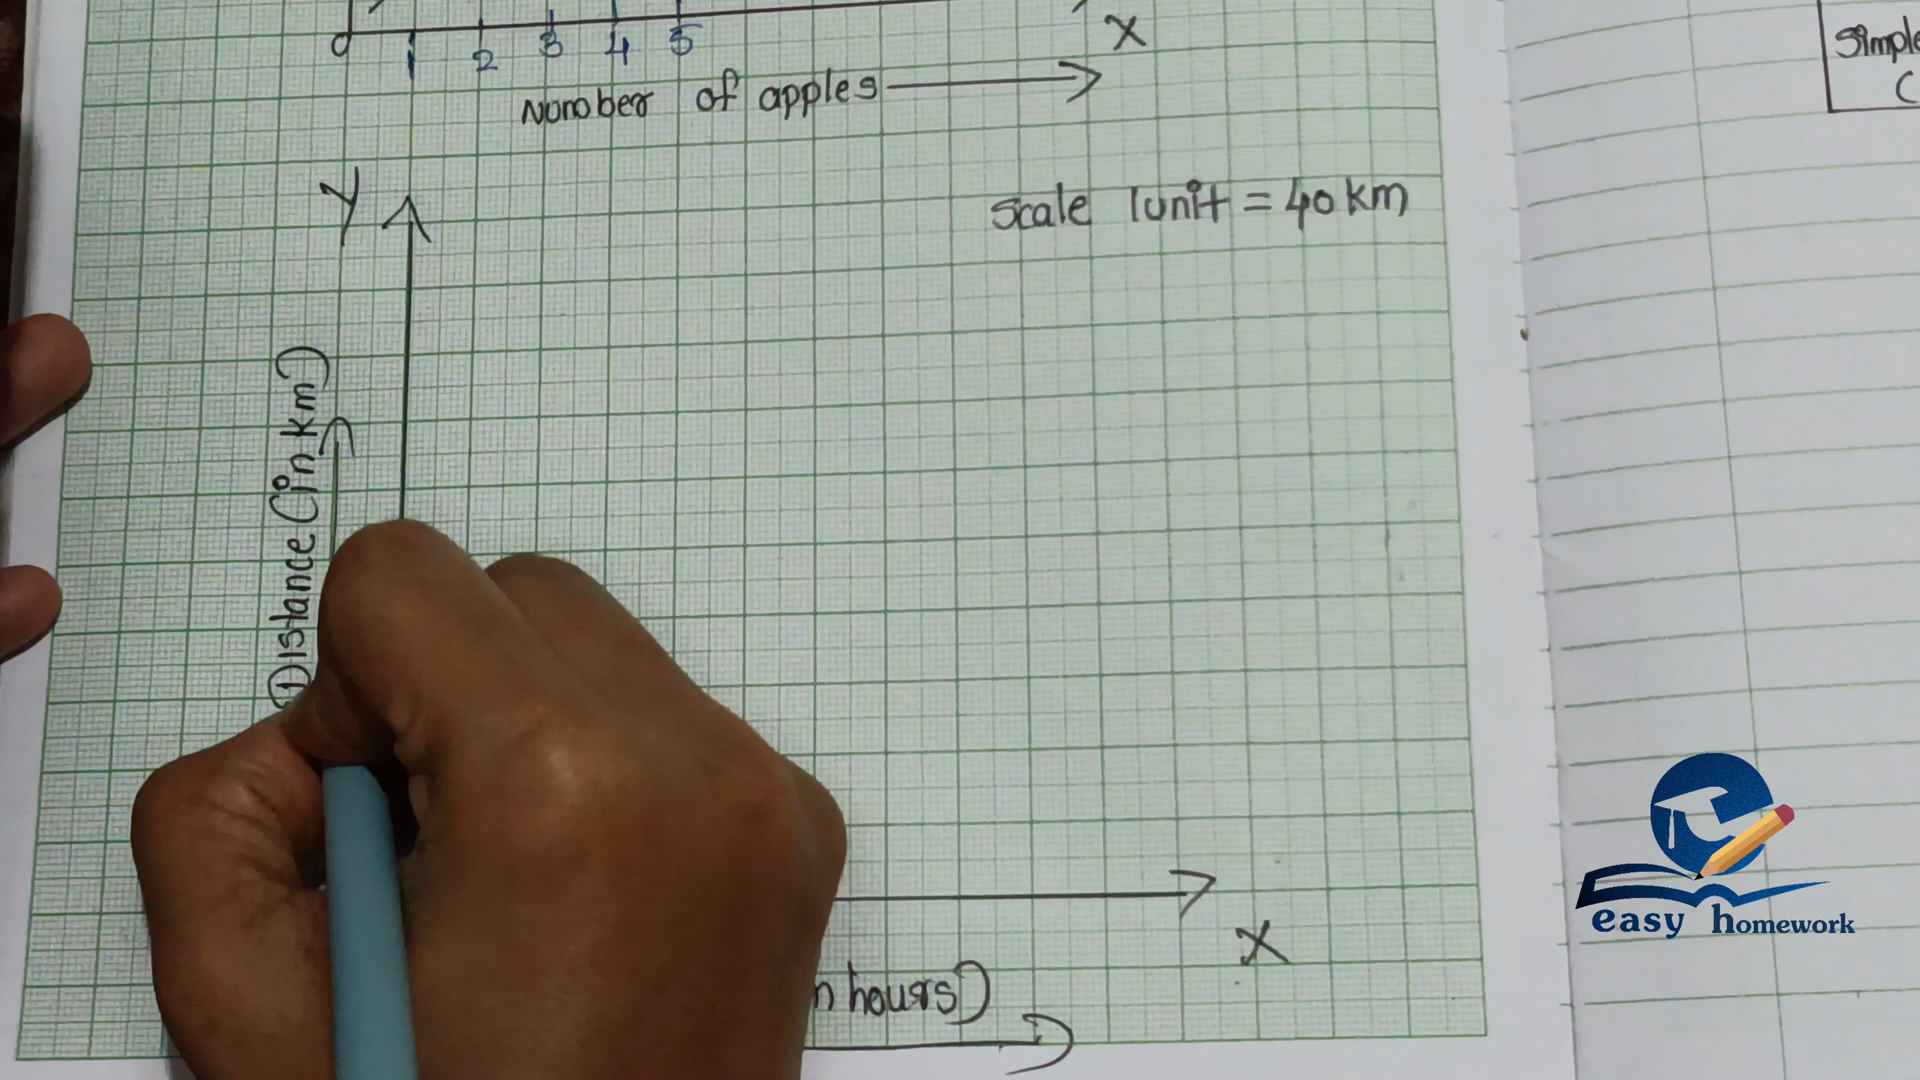 0 1 2 3 4 5
X
Number of apples
Simple
(
Y
Scale 1unit = 40 km
Distance (in km)
X
n hours)
easy homework